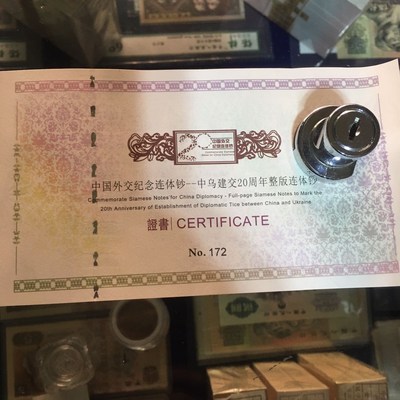 中国外交纪念连体钞--中乌建交20周年整版连体钞
Commemorate Siamese Notes for China Diplomacy - Full-page Siamese Notes to Mark the
20th Anniversary of Establishment of Diplomatic Ties between China and Ukraine
證書 CERTIFICATE
No. 172